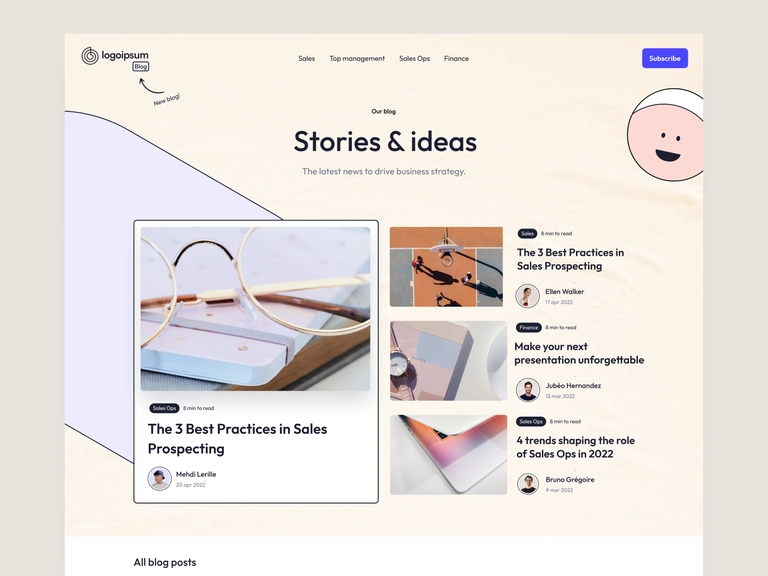 logoipsum
Blog
New blog!
Sales
Top management
Sales Ops
Finance
Subscribe
Our blog
Stories & ideas
The latest news to drive business strategy.
Sales Ops 8 min to read
The 3 Best Practices in Sales
Prospecting
Mehdi Lerille
20 apr 2022
Sales 8 min to read
The 3 Best Practices in
Sales Prospecting
Ellen Walker
17 apr 2022
Finance 8 min to read
Make your next
presentation unforgettable
Jubéo Hernandez
12 mar 2022
Sales Ops 8 min to read
4 trends shaping the role
of Sales Ops in 2022
Bruno Grégoire
9 mar 2022
All blog posts